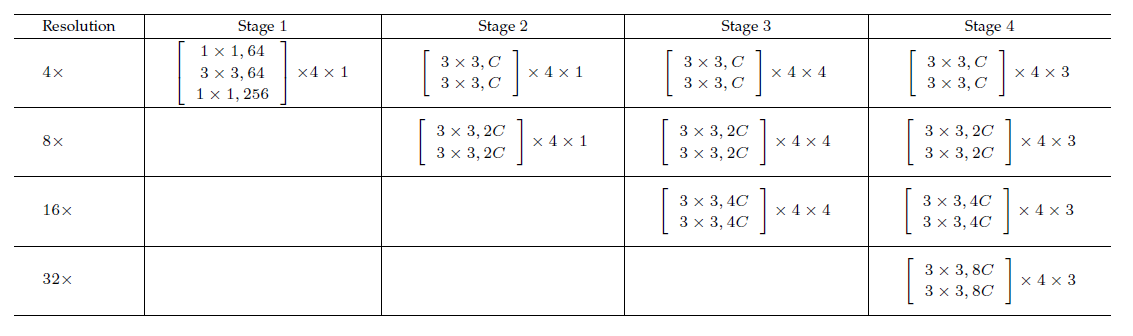 Resolution Stage 1 Stage 2 Stage 3 Stage 4
4× [ 1 × 1, 64 3 × 3, 64 1 × 1, 256 ] ×4 × 1 [ 3 × 3, C 3 × 3, C ] × 4 × 1 [ 3 × 3, C 3 × 3, C ] × 4 × 4 [ 3 × 3, C 3 × 3, C ] × 4 × 3
8× [ 3 × 3, 2C 3 × 3, 2C ] × 4 × 1 [ 3 × 3, 2C 3 × 3, 2C ] × 4 × 4 [ 3 × 3, 2C 3 × 3, 2C ] × 4 × 3
16× [ 3 × 3, 4C 3 × 3, 4C ] × 4 × 4 [ 3 × 3, 4C 3 × 3, 4C ] × 4 × 3
32× [ 3 × 3, 8C 3 × 3, 8C ] × 4 × 3